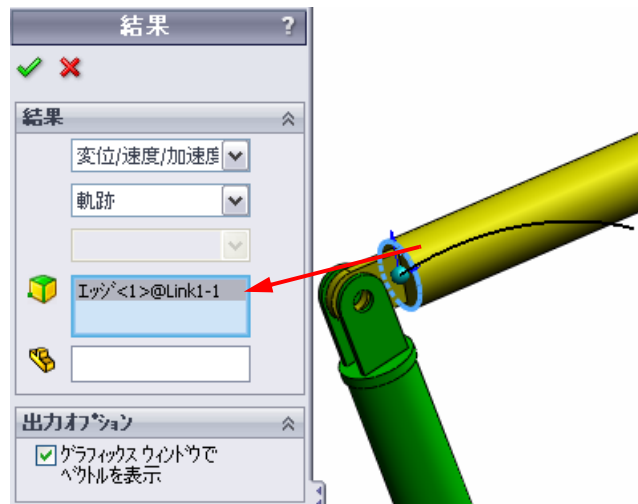 結果 ?
結果
変位/速度/加速度
軌跡
エッジ<1>@Link1-1
出力オプション
グラフィックス ウィンドウで
ベクトルを表示